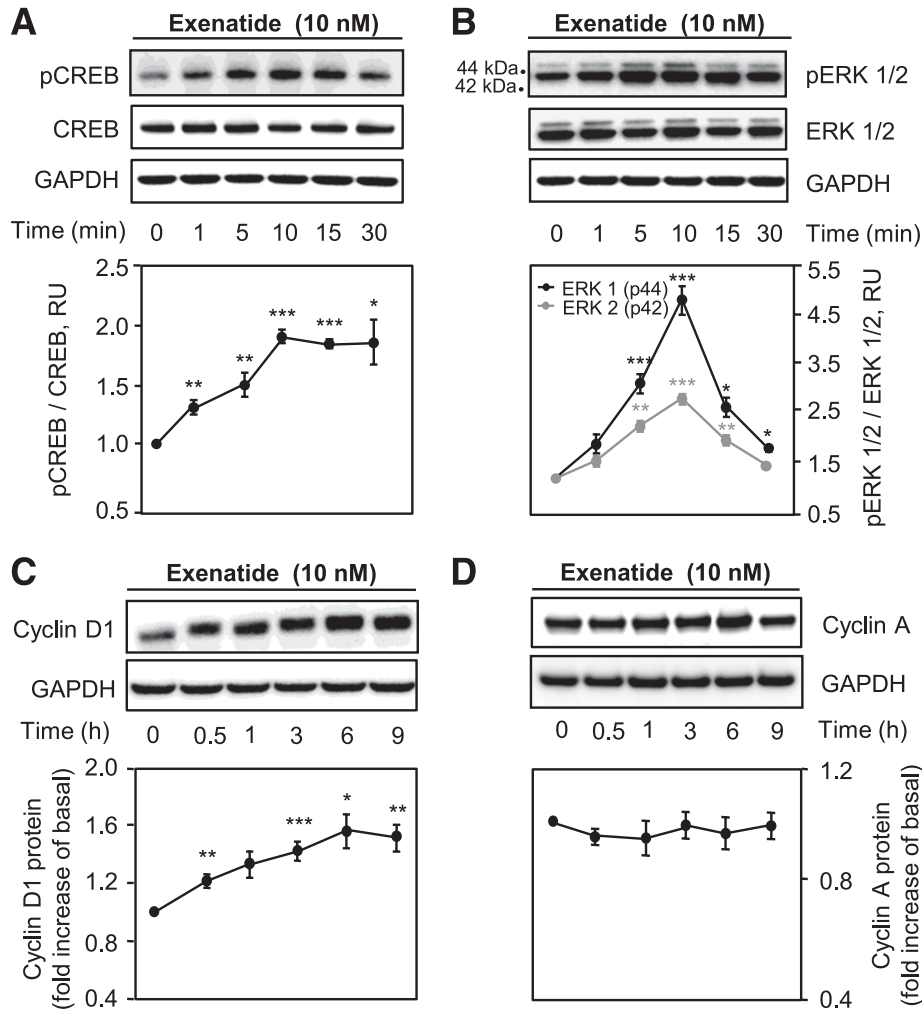 A
Exenatide (10 nM)
pCREB
CREB
GAPDH
Time (min) 0 1 5 10 15 30
2.5
2.0
1.5
1.0
0.5
pCREB / CREB, RU
** ** *** *** *
B
Exenatide (10 nM)
44 kDa
42 kDa
pERK 1/2
ERK 1/2
GAPDH
0 1 5 10 15 30 Time (min)
ERK 1 (p44)
ERK 2 (p42)
*** *** * *
** *** **
5.5
4.5
3.5
2.5
1.5
0.5
pERK 1/2 / ERK 1/2, RU
C
Exenatide (10 nM)
Cyclin D1
GAPDH
Time (h) 0 0.5 1 3 6 9
2.0
1.6
1.2
0.8
0.4
Cyclin D1 protein
(fold increase of basal)
** *** * **
D
Exenatide (10 nM)
Cyclin A
GAPDH
0 0.5 1 3 6 9 Time (h)
1.2
0.8
0.4
Cyclin A protein
(fold increase of basal)